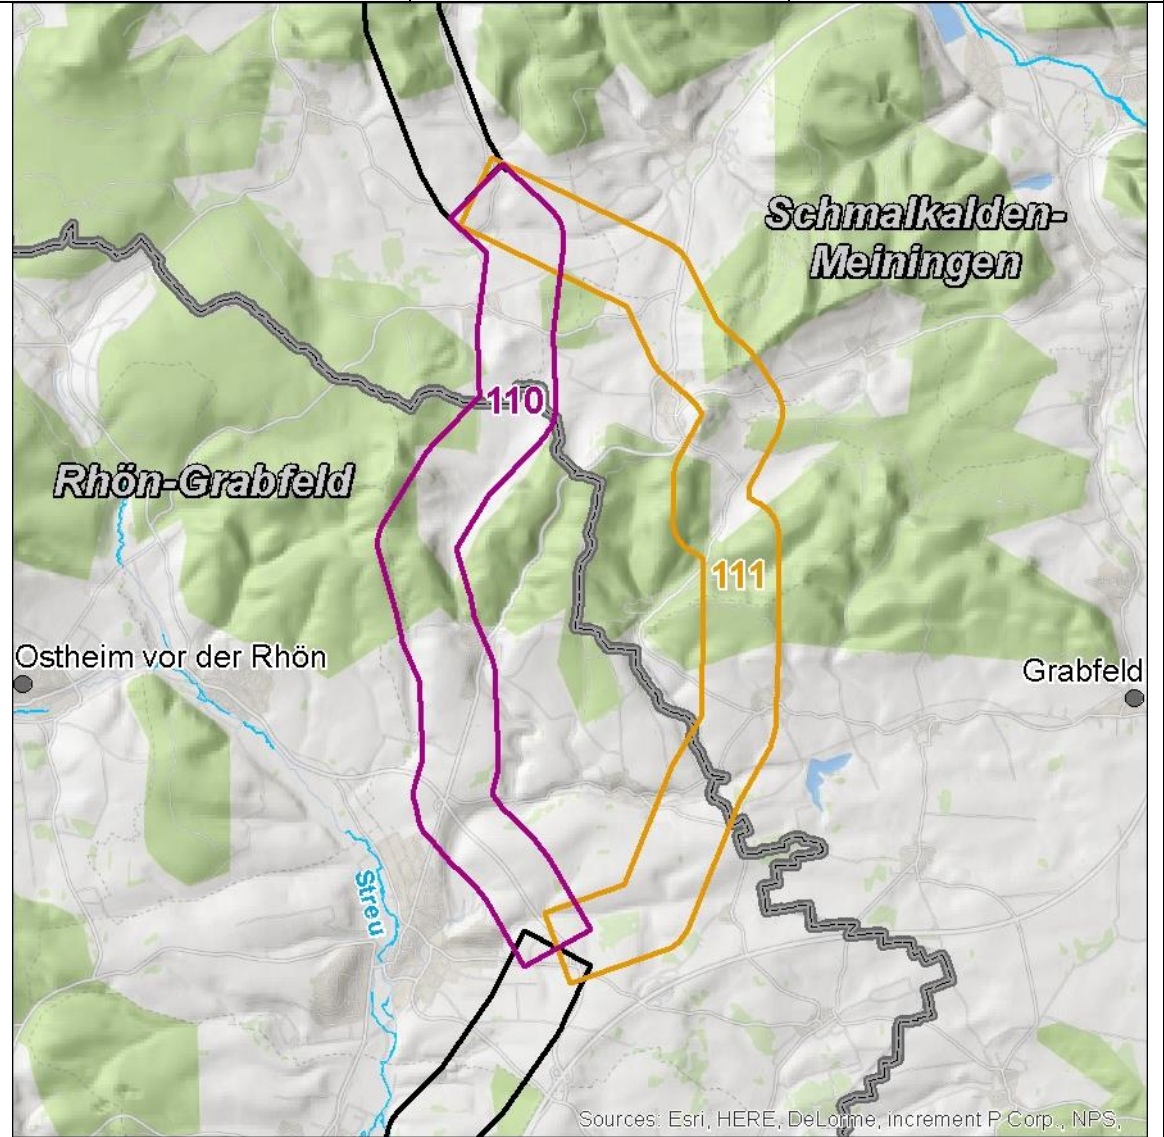 Schmalkalden-
Meiningen
110
Rhön-Grabfeld
111
Ostheim vor der Rhön
Grabfeld
Streu
Sources: Esri, HERE, DeLorme, increment P Corp., NPS,